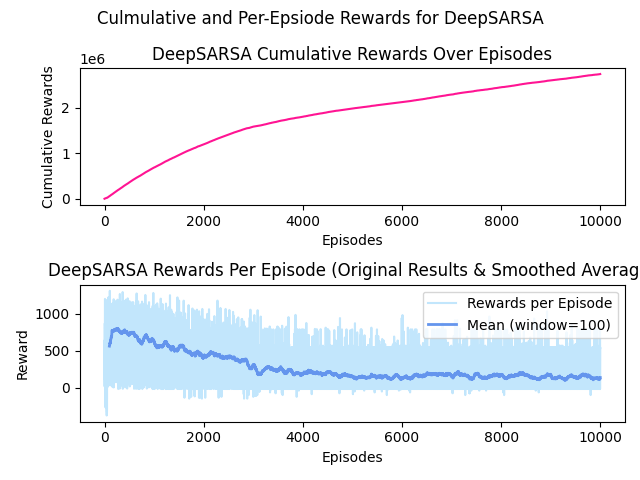 Culmulative and Per-Epsiode Rewards for DeepSARSA
DeepSARSA Cumulative Rewards Over Episodes
1e6
Cumulative Rewards
2
1
0
0 2000 4000 6000 8000 10000
Episodes
DeepSARSA Rewards Per Episode (Original Results & Smoothed Averag
Reward
1000
500
0
Rewards per Episode
Mean (window=100)
0 2000 4000 6000 8000 10000
Episodes